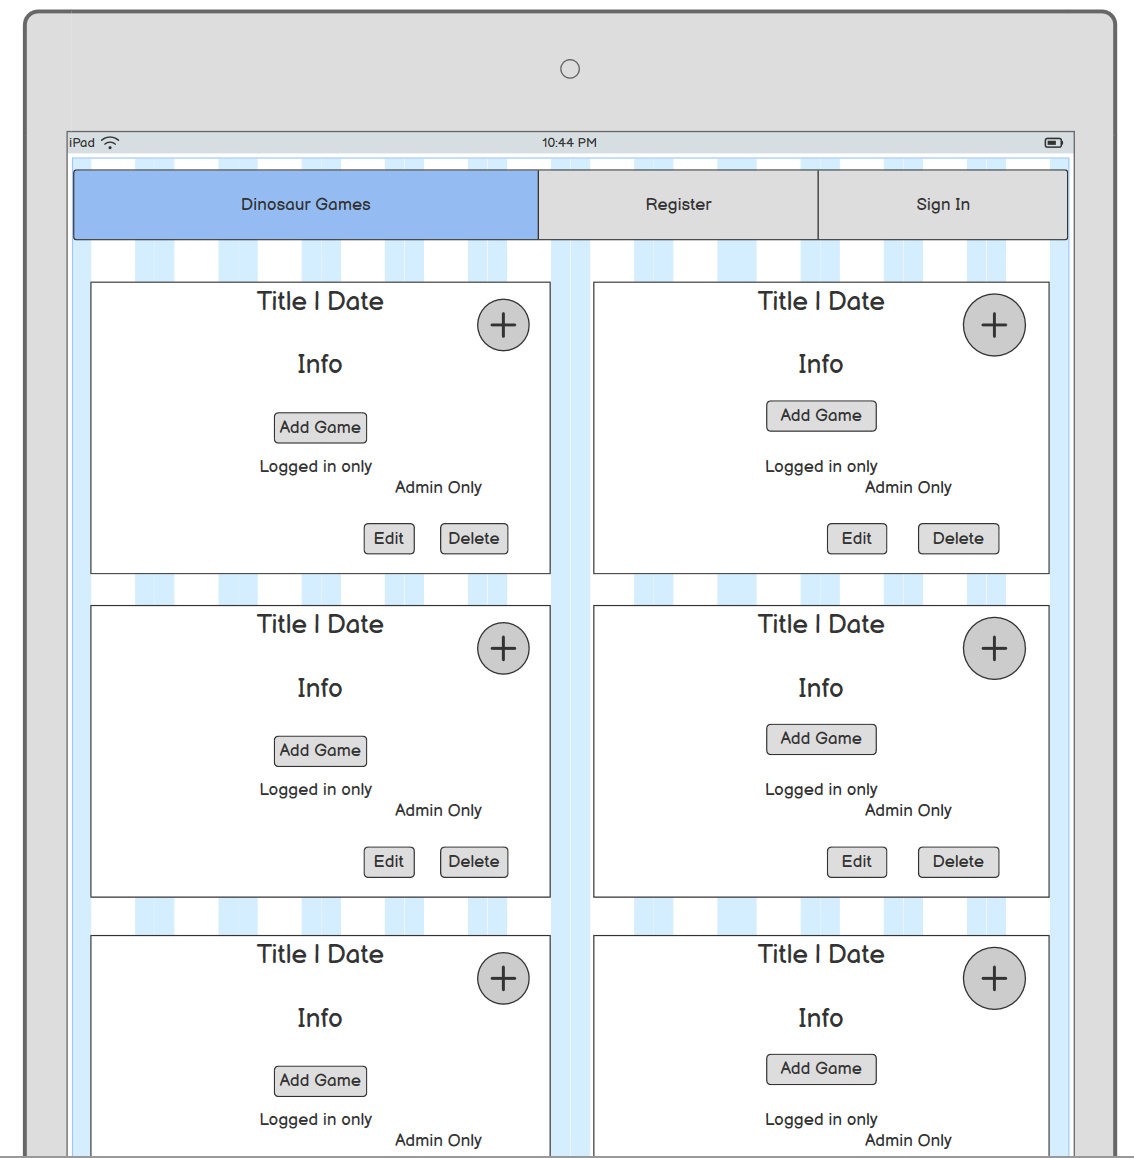 iPad 10:44 PM
Dinosaur Games Register Sign In
Title | Date
Info
Add Game
Logged in only
Admin Only
Edit Delete
Title | Date
Info
Add Game
Logged in only
Admin Only
Edit Delete
Title | Date
Info
Add Game
Logged in only
Admin Only
Edit Delete
Title | Date
Info
Add Game
Logged in only
Admin Only
Edit Delete
Title | Date
Info
Add Game
Logged in only
Admin Only
Title | Date
Info
Add Game
Logged in only
Admin Only